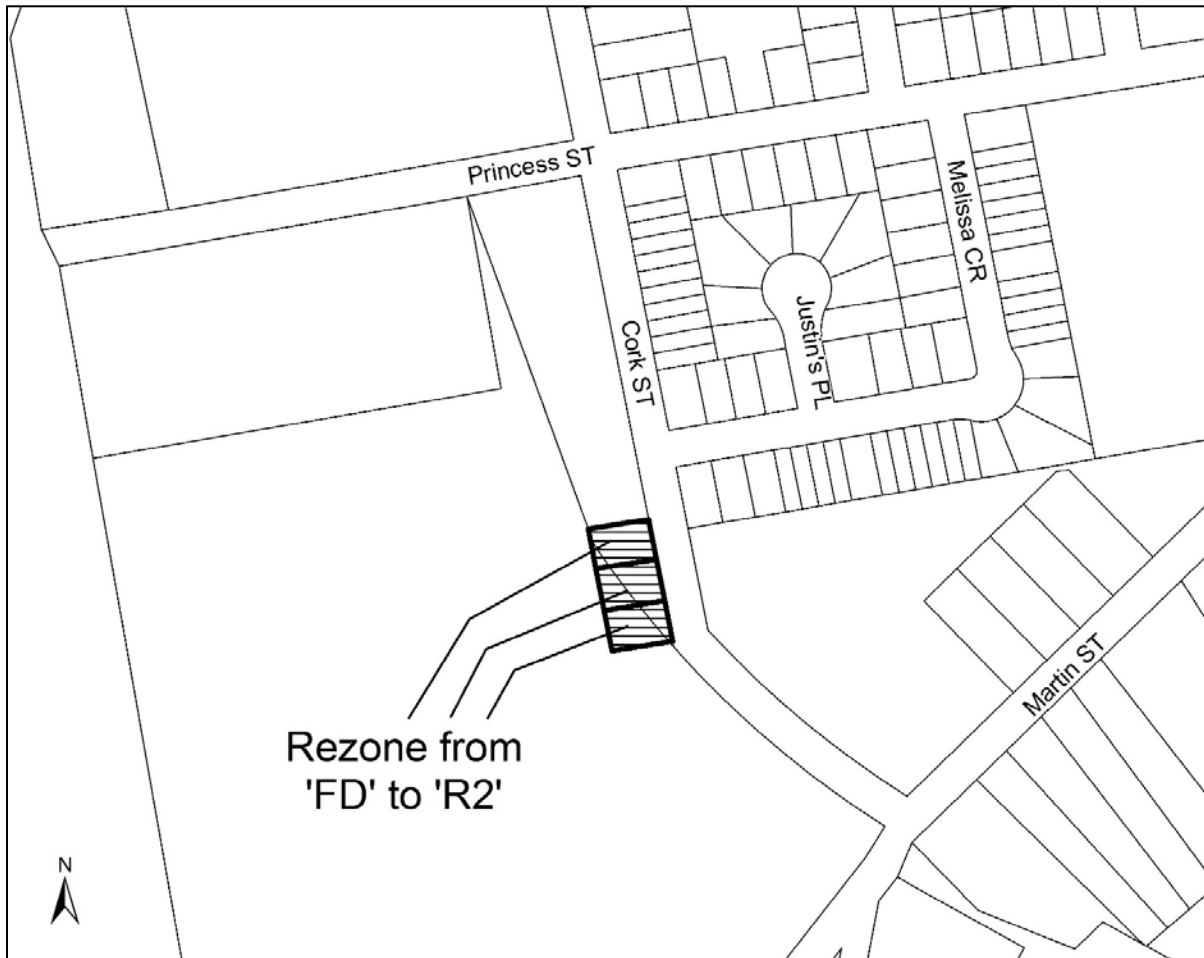 Princess ST
Melissa CR
Justin's PL
Cork ST
Martin ST
Rezone from
'FD' to 'R2'
N